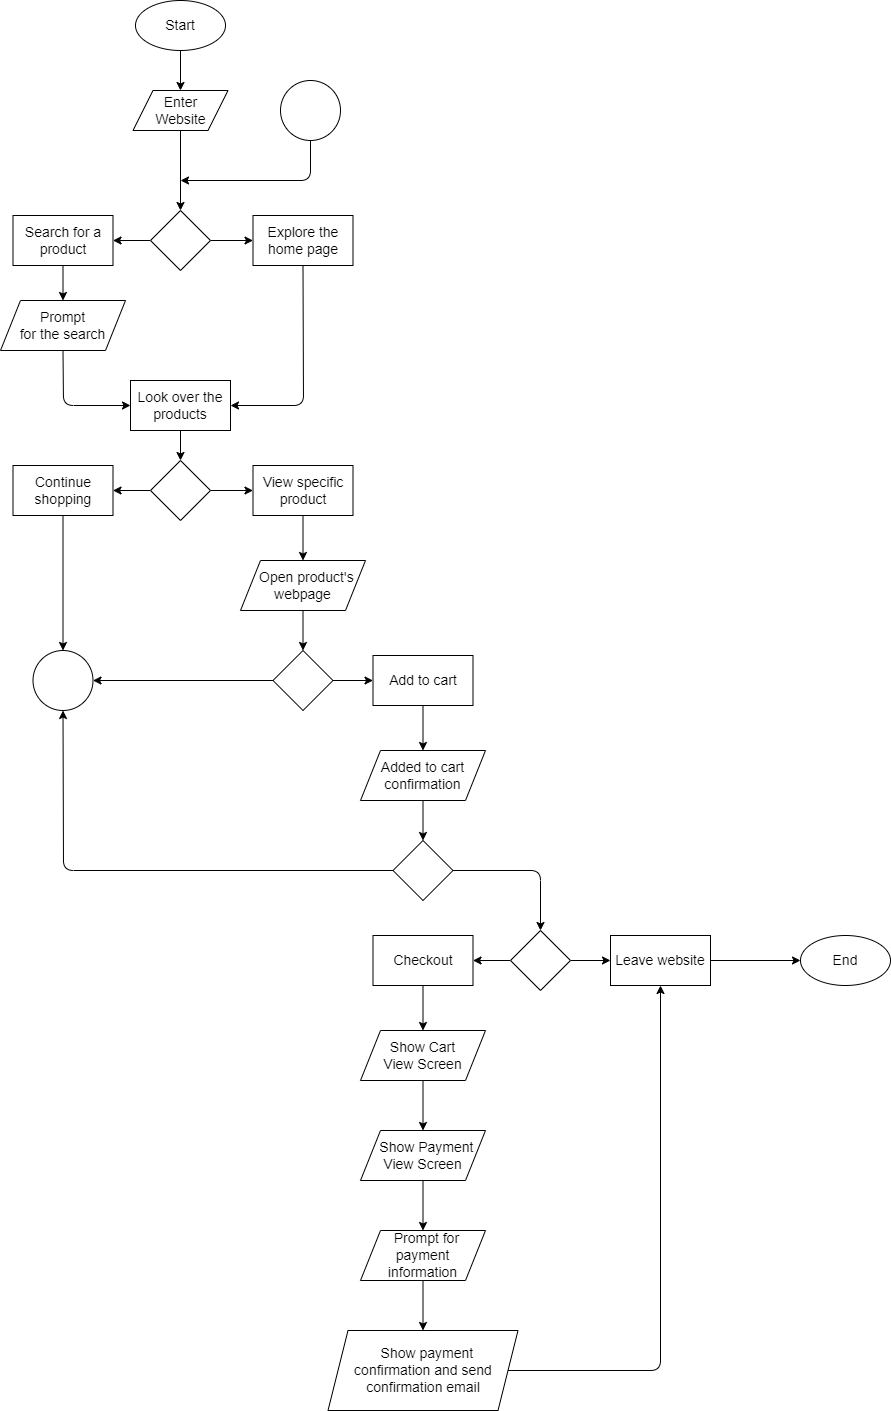 Start
Enter
Website
Search for a
product
Explore the
home page
Prompt
for the search
Look over the
products
Continue
shopping
View specific
product
Open product's
webpage
Add to cart
Added to cart
confirmation
Checkout
Leave website
End
Show Cart
View Screen
Show Payment
View Screen
Prompt for
payment
information
Show payment
confirmation and send
confirmation email